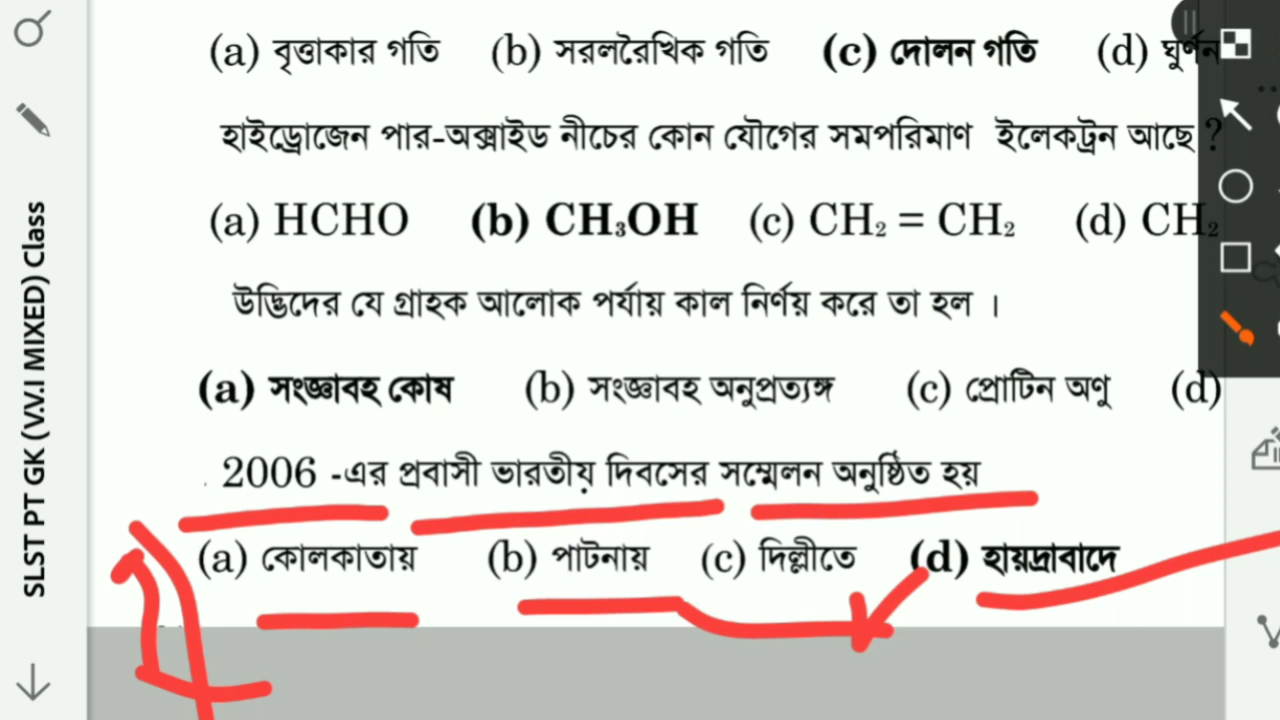 SLST PT GK (V.V.I MIXED) Class
(a) বৃত্তাকার গতি (b) সরলরৈখিক গতি (c) দোলন গতি (d) ঘুর্ণন
হাইড্রোজেন পার-অক্সাইড নীচের কোন যৌগের সমপরিমাণ ইলেকট্রন আছে ?
(a) HCHO (b) CH₃OH (c) CH₂ = CH₂ (d) CH₂
উদ্ভিদের যে গ্রাহক আলোক পর্যায় কাল নির্ণয় করে তা হল ।
(a) সংজ্ঞাবহ কোষ (b) সংজ্ঞাবহ অনুপ্রত্যঙ্গ (c) প্রোটিন অণু (d)
2006 -এর প্রবাসী ভারতীয় দিবসের সম্মেলন অনুষ্ঠিত হয়
(a) কোলকাতায় (b) পাটনায় (c) দিল্লীতে (d) হায়দ্রাবাদে